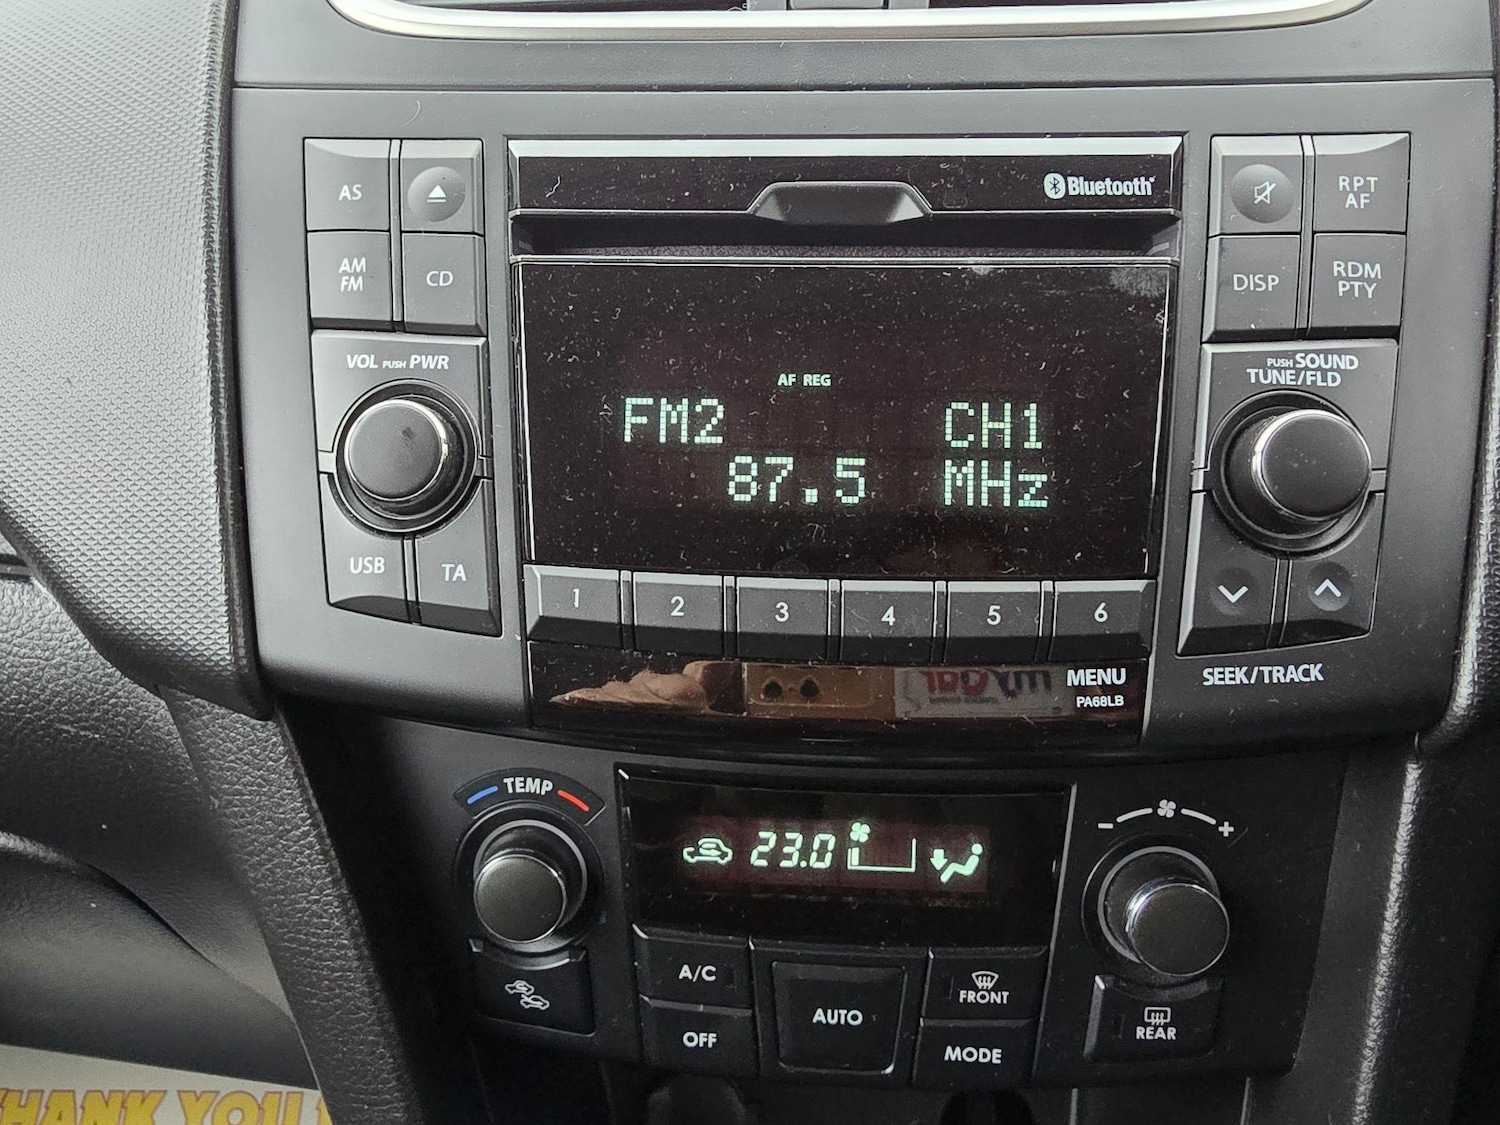 Bluetooth
AS
RPT
AF
AM
FM
CD
DISP
RDM
PTY
VOL PUSH PWR
PUSH SOUND
TUNE/FLD
AF REG
FM2 CH1
87.5 MHz
USB
TA
1 2 3 4 5 6
MENU
PA68LB
SEEK/TRACK
TEMP
23.0
- +
A/C
AUTO
FRONT
OFF
MODE
REAR
THANK YOU